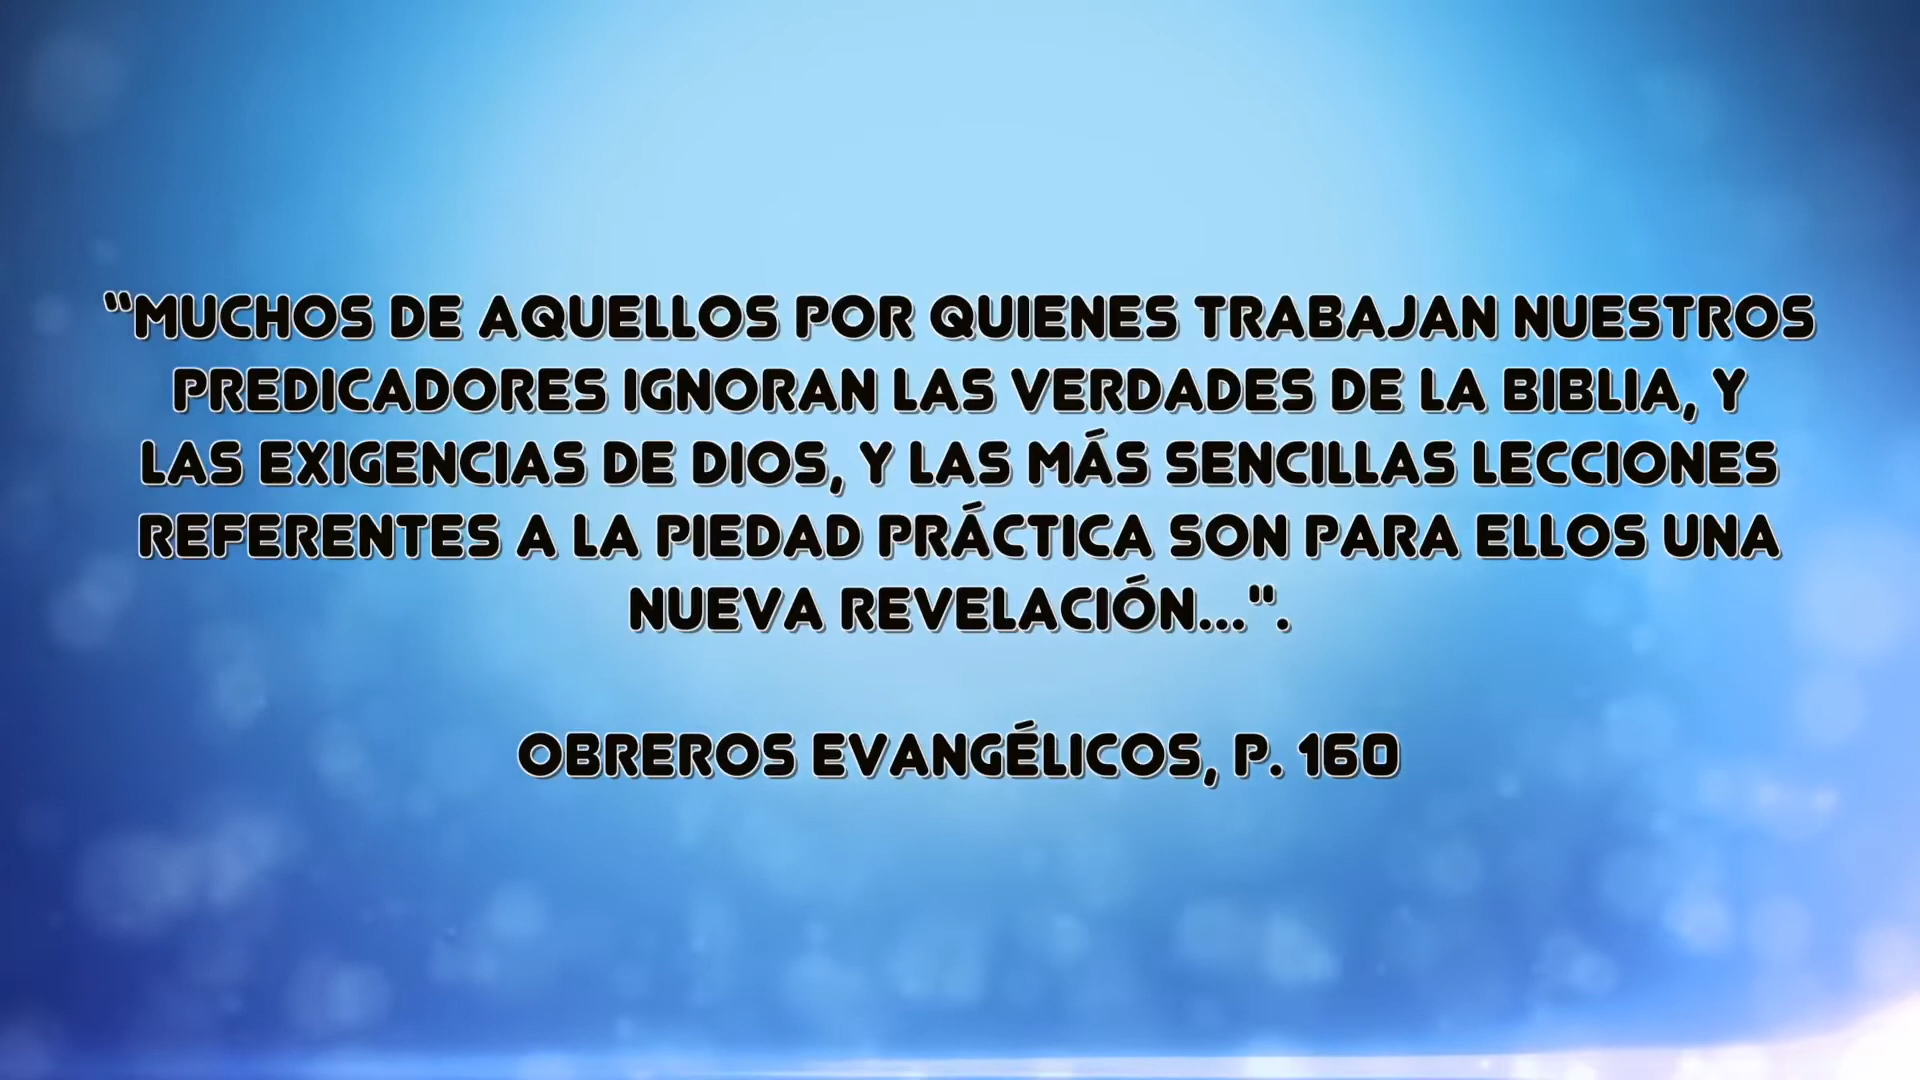 “MUCHOS DE AQUELLOS POR QUIENES TRABAJAN NUESTROS
PREDICADORES IGNORAN LAS VERDADES DE LA BIBLIA, Y
LAS EXIGENCIAS DE DIOS, Y LAS MÁS SENCILLAS LECCIONES
REFERENTES A LA PIEDAD PRÁCTICA SON PARA ELLOS UNA
NUEVA REVELACIÓN...".
OBREROS EVANGÉLICOS, P. 160